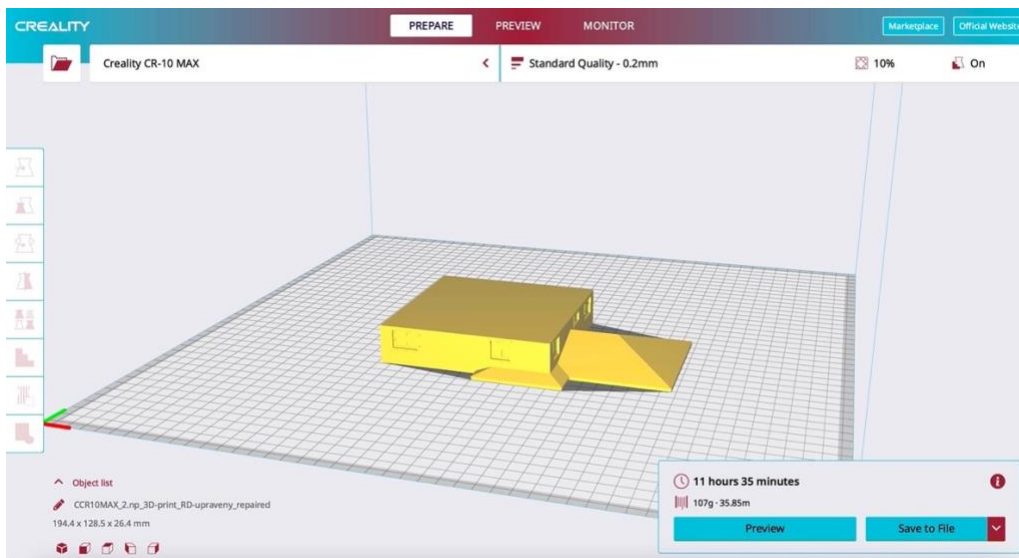 CREALITY
PREPARE PREVIEW MONITOR
Marketplace Official Website
Creality CR-10 MAX
Standard Quality - 0.2mm
10%
On
Object list
CCR10MAX_2.np_3D-print_RD-upraveny_repaired
194.4 x 128.5 x 26.4 mm
11 hours 35 minutes
107g · 35.85m
Preview Save to File